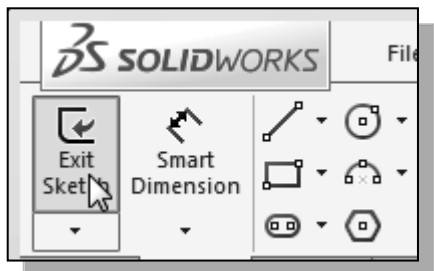 SOLIDWORKS
File
Exit
Sketch
Smart
Dimension